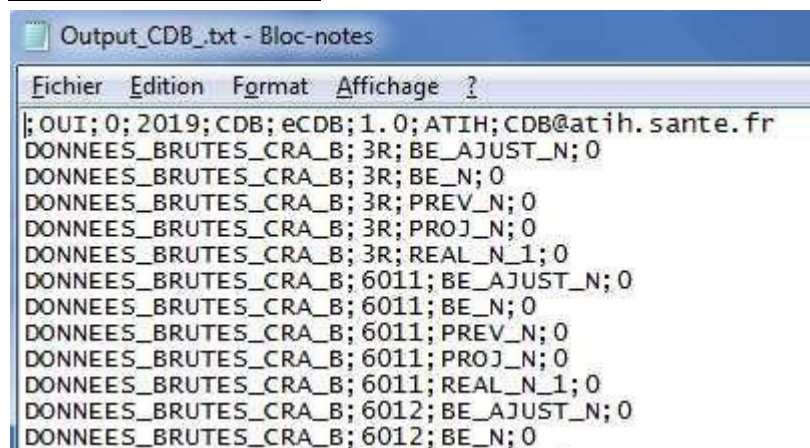 Output_CDB_.txt - Bloc-notes
Fichier Edition Format Affichage ?
;OUI;0;2019;CDB;eCDB;1.0;ATIH;CDB@atih.sante.fr
DONNEES_BRUTES_CRA_B;3R;BE_AJUST_N;0
DONNEES_BRUTES_CRA_B;3R;BE_N;0
DONNEES_BRUTES_CRA_B;3R;PREV_N;0
DONNEES_BRUTES_CRA_B;3R;PROJ_N;0
DONNEES_BRUTES_CRA_B;3R;REAL_N_1;0
DONNEES_BRUTES_CRA_B;6011;BE_AJUST_N;0
DONNEES_BRUTES_CRA_B;6011;BE_N;0
DONNEES_BRUTES_CRA_B;6011;PREV_N;0
DONNEES_BRUTES_CRA_B;6011;PROJ_N;0
DONNEES_BRUTES_CRA_B;6011;REAL_N_1;0
DONNEES_BRUTES_CRA_B;6012;BE_AJUST_N;0
DONNEES_BRUTES_CRA_B;6012;BE_N;0